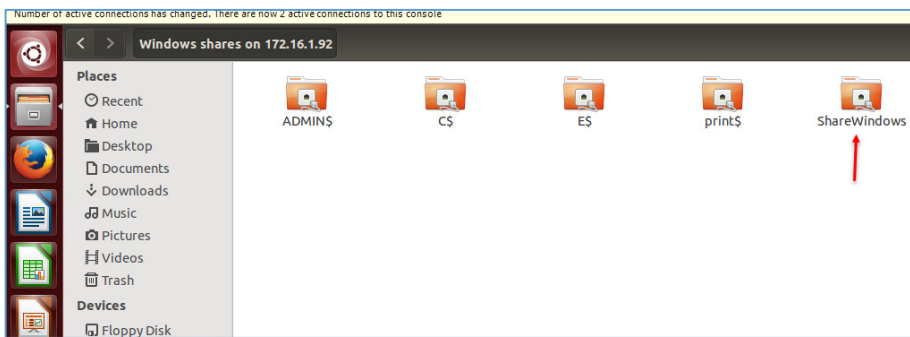 Number of active connections has changed. There are now 2 active connections to this console
Windows shares on 172.16.1.92
Places
Recent
Home
Desktop
Documents
Downloads
Music
Pictures
Videos
Trash
Devices
Floppy Disk
ADMIN$
C$
E$
print$
ShareWindows